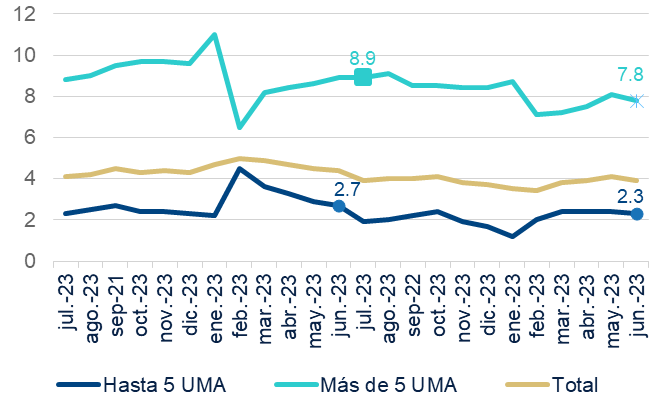 12
10
8
6
4
2
0
8.9
7.8
2.7
2.3
jul.-23
ago.-23
sep-21
oct.-23
nov.-23
dic.-23
ene.-23
feb.-23
mar.-23
abr.-23
may.-23
jun.-23
jul.-23
ago.-23
sep-22
oct.-23
nov.-23
dic.-23
ene.-23
feb.-23
mar.-23
abr.-23
may.-23
jun.-23
Hasta 5 UMA
Más de 5 UMA
Total